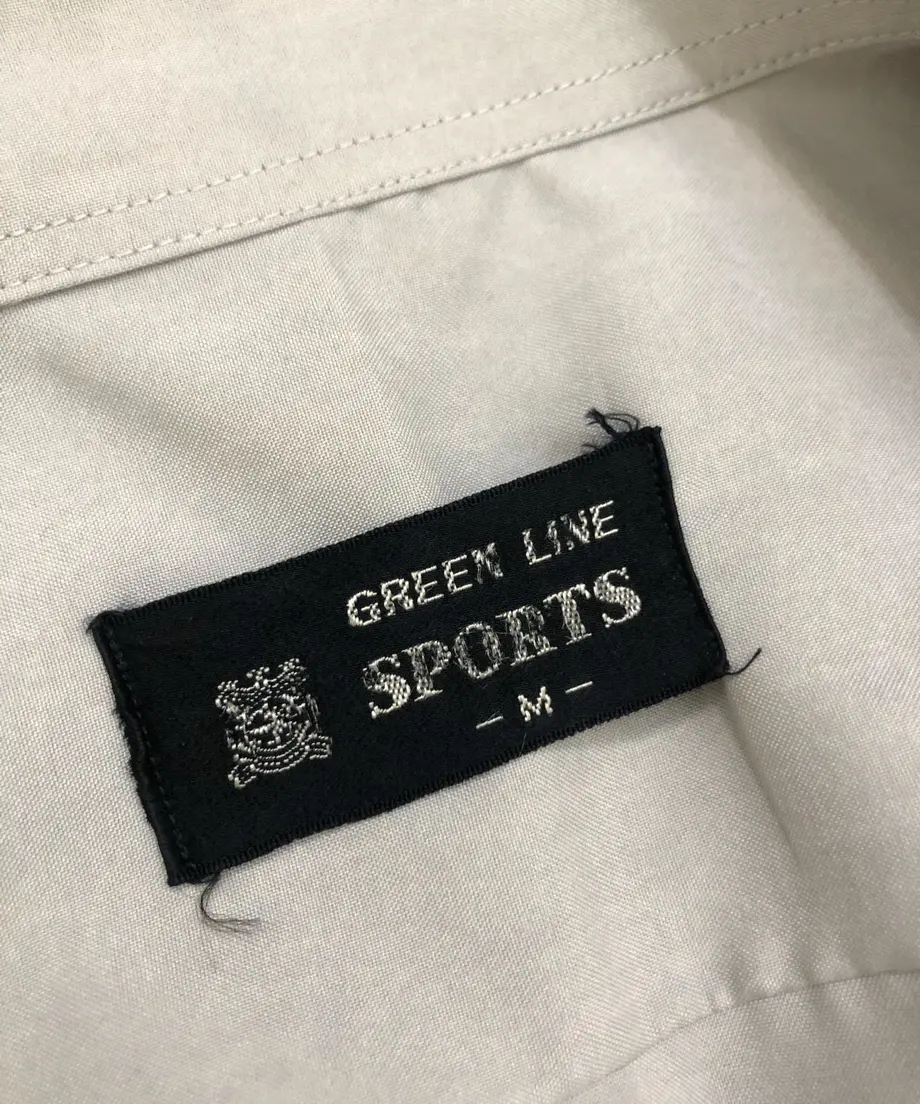 GREEN LINE
SPORTS
– M –